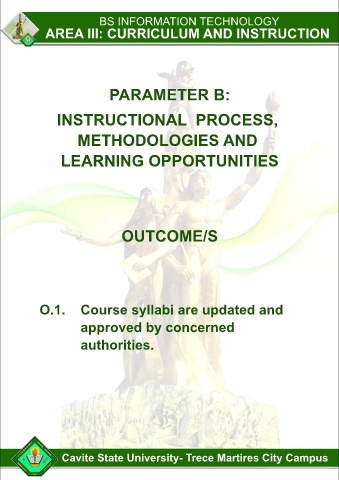 BS INFORMATION TECHNOLOGY
AREA III: CURRICULUM AND INSTRUCTION
PARAMETER B:
INSTRUCTIONAL PROCESS,
METHODOLOGIES AND
LEARNING OPPORTUNITIES
OUTCOME/S
O.1. Course syllabi are updated and
approved by concerned
authorities.
Cavite State University- Trece Martires City Campus